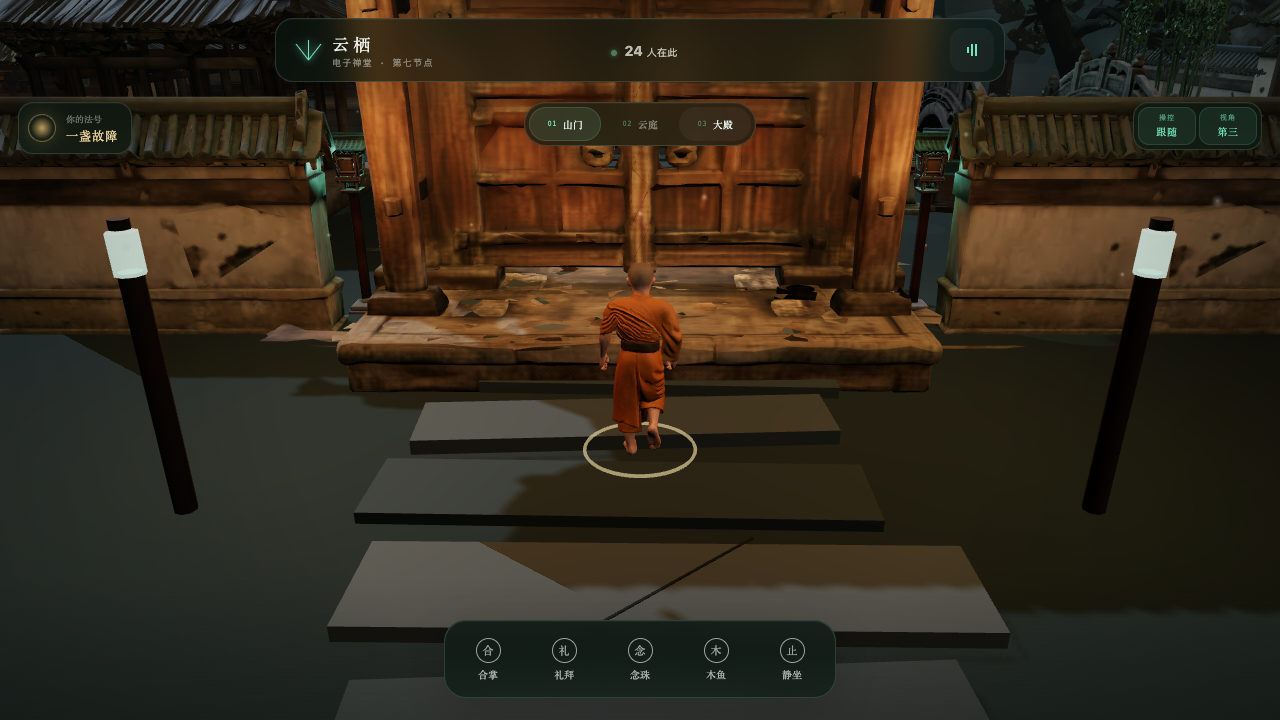 云栖
电子禅堂 · 第七节点
24 人在此
你的法号
一盏故障
01 山门
02 云庭
03 大殿
操控
跟随
视角
第三
合
合掌
礼
礼拜
念
念珠
木
木鱼
止
静坐